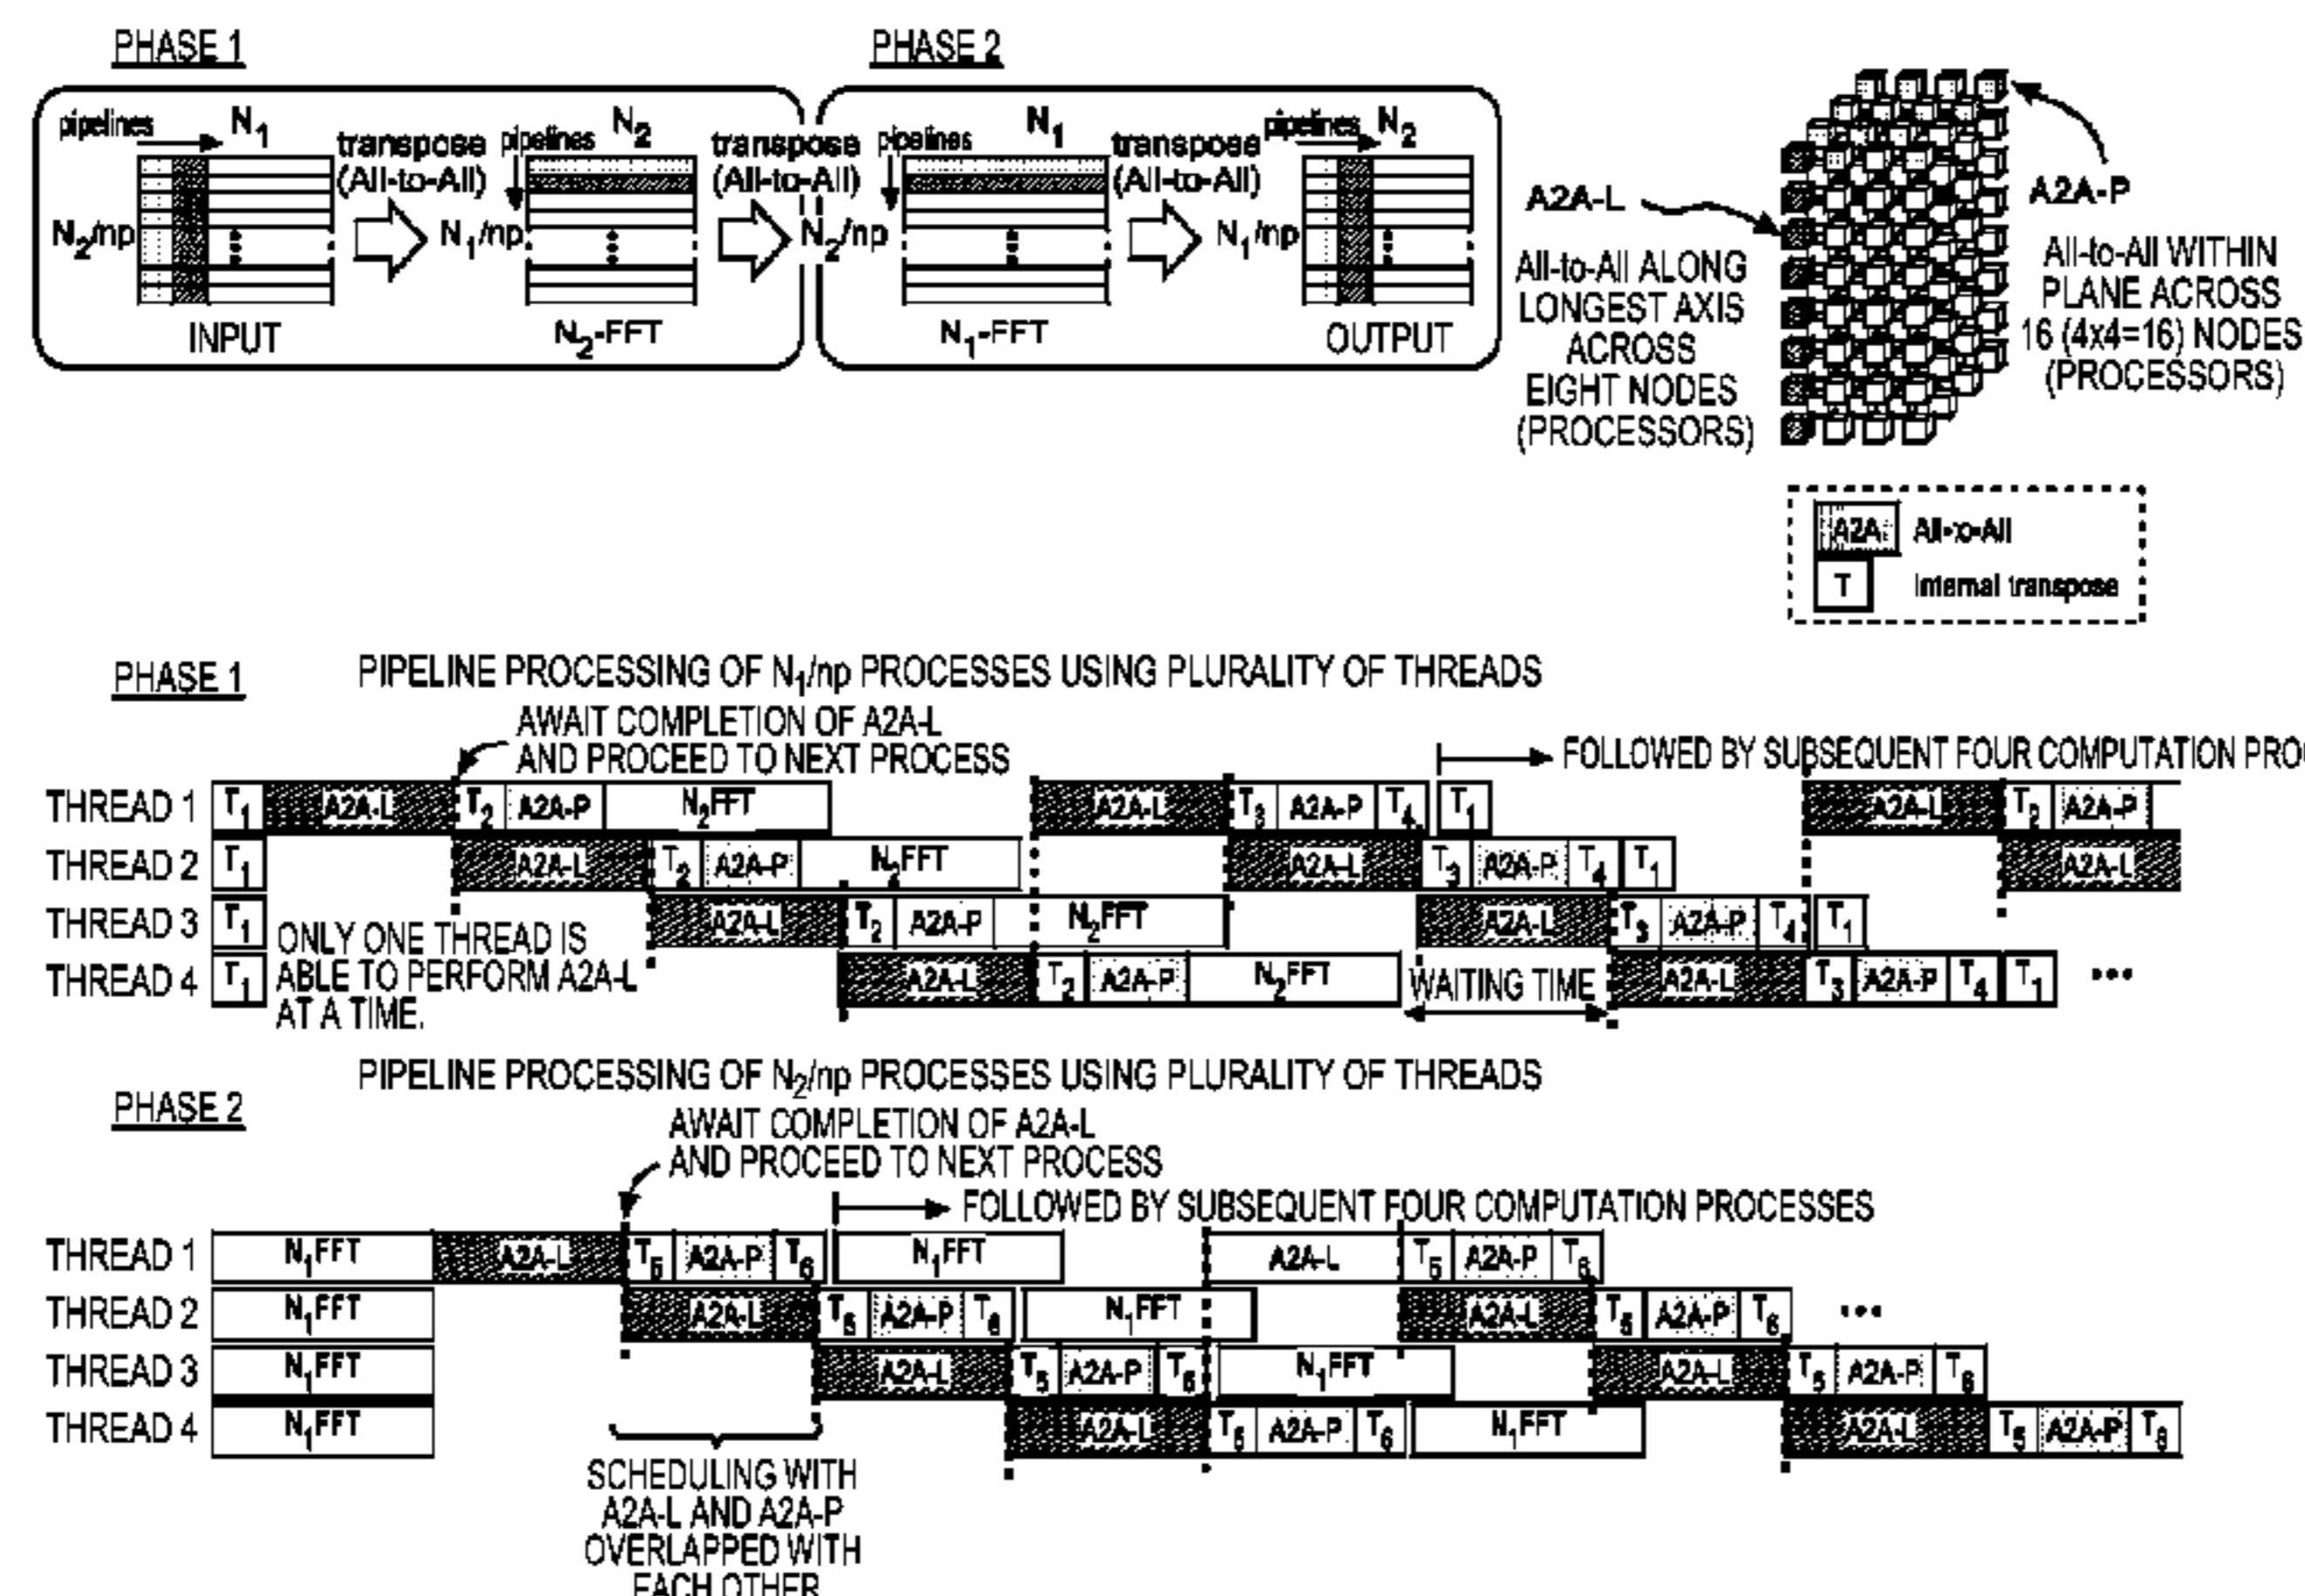 PHASE 1
PHASE 2
pipelines N₁
transpose
(All-to-All)
N₂/np
INPUT
pipelines N₂
N₁/np
N₂-FFT
transpose
(All-to-All)
pipelines N₁
N₂/np
N₁-FFT
transpose
(All-to-All)
pipelines N₂
N₁/np
OUTPUT
A2A-L
All-to-All ALONG
LONGEST AXIS
ACROSS
EIGHT NODES
(PROCESSORS)
A2A-P
All-to-All WITHIN
PLANE ACROSS
16 (4x4=16) NODES
(PROCESSORS)
A2A All-to-All
T Internal transpose
PHASE 1
PIPELINE PROCESSING OF N₁/np PROCESSES USING PLURALITY OF THREADS
AWAIT COMPLETION OF A2A-L
AND PROCEED TO NEXT PROCESS
FOLLOWED BY SUBSEQUENT FOUR COMPUTATION PRO
THREAD 1 T₁ A2A-L T₂ A2A-P N₂FFT A2A-L T₃ A2A-P T₄ T₁ A2A-L T₂ A2A-P
THREAD 2 T₁ A2A-L T₂ A2A-P N₂FFT A2A-L T₃ A2A-P T₄ T₁ A2A-L
THREAD 3 T₁ A2A-L T₂ A2A-P N₂FFT A2A-L T₃ A2A-P T₄ T₁
THREAD 4 T₁ A2A-L T₂ A2A-P N₂FFT WAITING TIME A2A-L T₃ A2A-P T₄ T₁ •••
ONLY ONE THREAD IS
ABLE TO PERFORM A2A-L
AT A TIME.
PIPELINE PROCESSING OF N₂/np PROCESSES USING PLURALITY OF THREADS
PHASE 2
AWAIT COMPLETION OF A2A-L
AND PROCEED TO NEXT PROCESS
FOLLOWED BY SUBSEQUENT FOUR COMPUTATION PROCESSES
THREAD 1 N₁FFT A2A-L T₅ A2A-P T₆ N₁FFT A2A-L T₅ A2A-P T₆
THREAD 2 N₁FFT A2A-L T₅ A2A-P T₆ N₁FFT A2A-L T₅ A2A-P T₆ •••
THREAD 3 N₁FFT A2A-L T₅ A2A-P T₆ N₁FFT A2A-L T₅ A2A-P T₆
THREAD 4 N₁FFT A2A-L T₅ A2A-P T₆ N₁FFT A2A-L T₅ A2A-P T₆
SCHEDULING WITH
A2A-L AND A2A-P
OVERLAPPED WITH
EACH OTHER